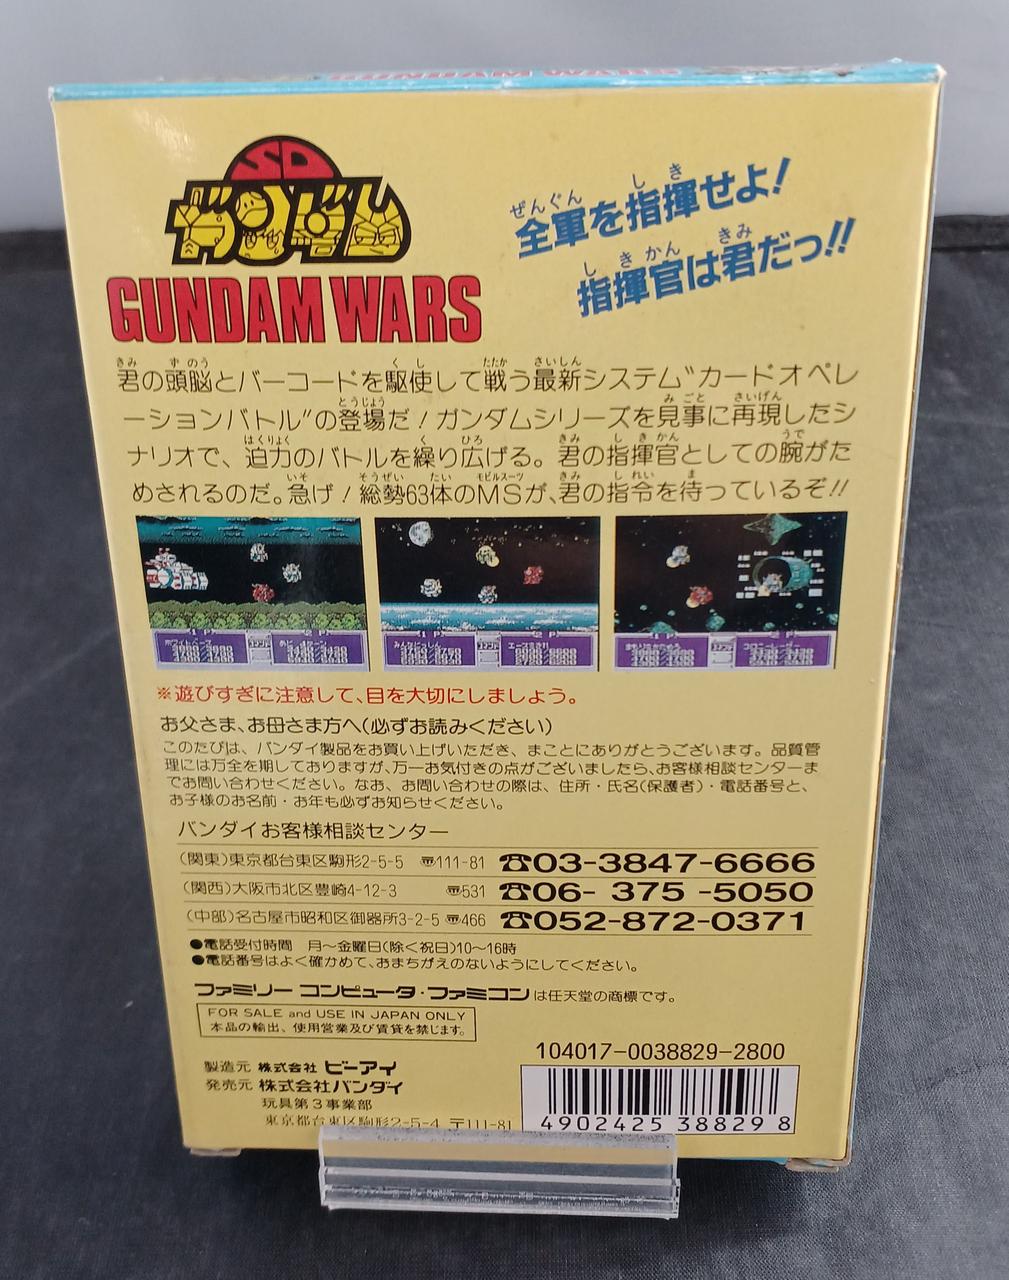 SD
ガンダム
GUNDAM WARS
全軍を指揮せよ!
指揮官は君だっ!!
君の頭脳とバーコードを駆使して戦う最新システム"カードオペレ
ーションバトル"の登場だ!ガンダムシリーズを見事に再現したシ
ナリオで、迫力のバトルを繰り広げる。君の指揮官としての腕がた
めされるのだ。急げ!総勢63体のMSが、君の指令を待っているぞ!!
※遊びすぎに注意して、目を大切にしましょう。
お父さま、お母さま方へ(必ずお読みください)
このたびは、バンダイ製品をお買い上げいただき、まことにありがとうございます。品質管
理には万全を期しておりますが、万一お気付きの点がございましたら、お客様相談センターま
でお問い合わせください。なお、お問い合わせの際は、住所・氏名(保護者)・電話番号と、
お子様のお名前・お年も必ずお知らせください。
バンダイお客様相談センター
(関東)東京都台東区駒形2-5-5 〒111-81 ☎03-3847-6666
(関西)大阪市北区豊崎4-12-3 〒531 ☎06- 375 -5050
(中部)名古屋市昭和区御器所3-2-5 〒466 ☎052-872-0371
●電話受付時間 月〜金曜日(除く祝日)10〜16時
●電話番号はよく確かめて、おまちがえのないようにしてください。
ファミリー コンピュータ・ファミコンは任天堂の商標です。
FOR SALE and USE IN JAPAN ONLY
本品の輸出、使用営業及び賃貸を禁じます。
104017-0038829-2800
製造元 株式会社 ビーアイ
発売元 株式会社バンダイ
玩具第3事業部
東京都台東区駒形2-5-4 〒111-81
4902425 38829 8